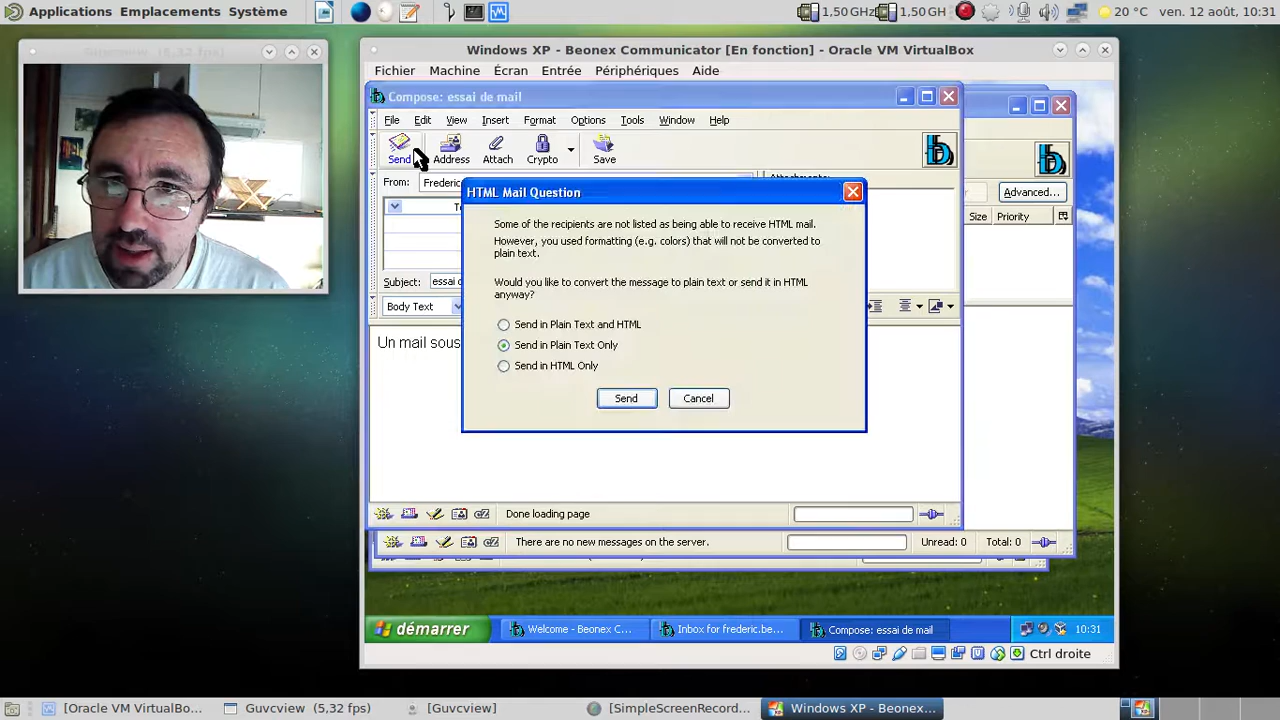 Applications Emplacements Système
1,50 GHz 1,50 GH 20 °C ven. 12 août, 10:31
Windows XP - Beonex Communicator [En fonction] - Oracle VM VirtualBox
Fichier Machine Écran Entrée Périphériques Aide
Compose: essai de mail
File Edit View Insert Format Options Tools Window Help
Send Address Attach Crypto Save
Advanced...
From: Frederic
Size Priority
Subject: essai d
Body Text
Un mail sous
HTML Mail Question
Some of the recipients are not listed as being able to receive HTML mail.
However, you used formatting (e.g. colors) that will not be converted to
plain text.
Would you like to convert the message to plain text or send it in HTML
anyway?
Send in Plain Text and HTML
Send in Plain Text Only
Send in HTML Only
Send Cancel
Done loading page
There are no new messages on the server. Unread: 0 Total: 0
démarrer Welcome - Beonex C... Inbox for frederic.be... Compose: essai de mail 10:31
Ctrl droite
[Oracle VM VirtualBo... Guvcview (5,32 fps) [Guvcview] [SimpleScreenRecord... Windows XP - Beonex...